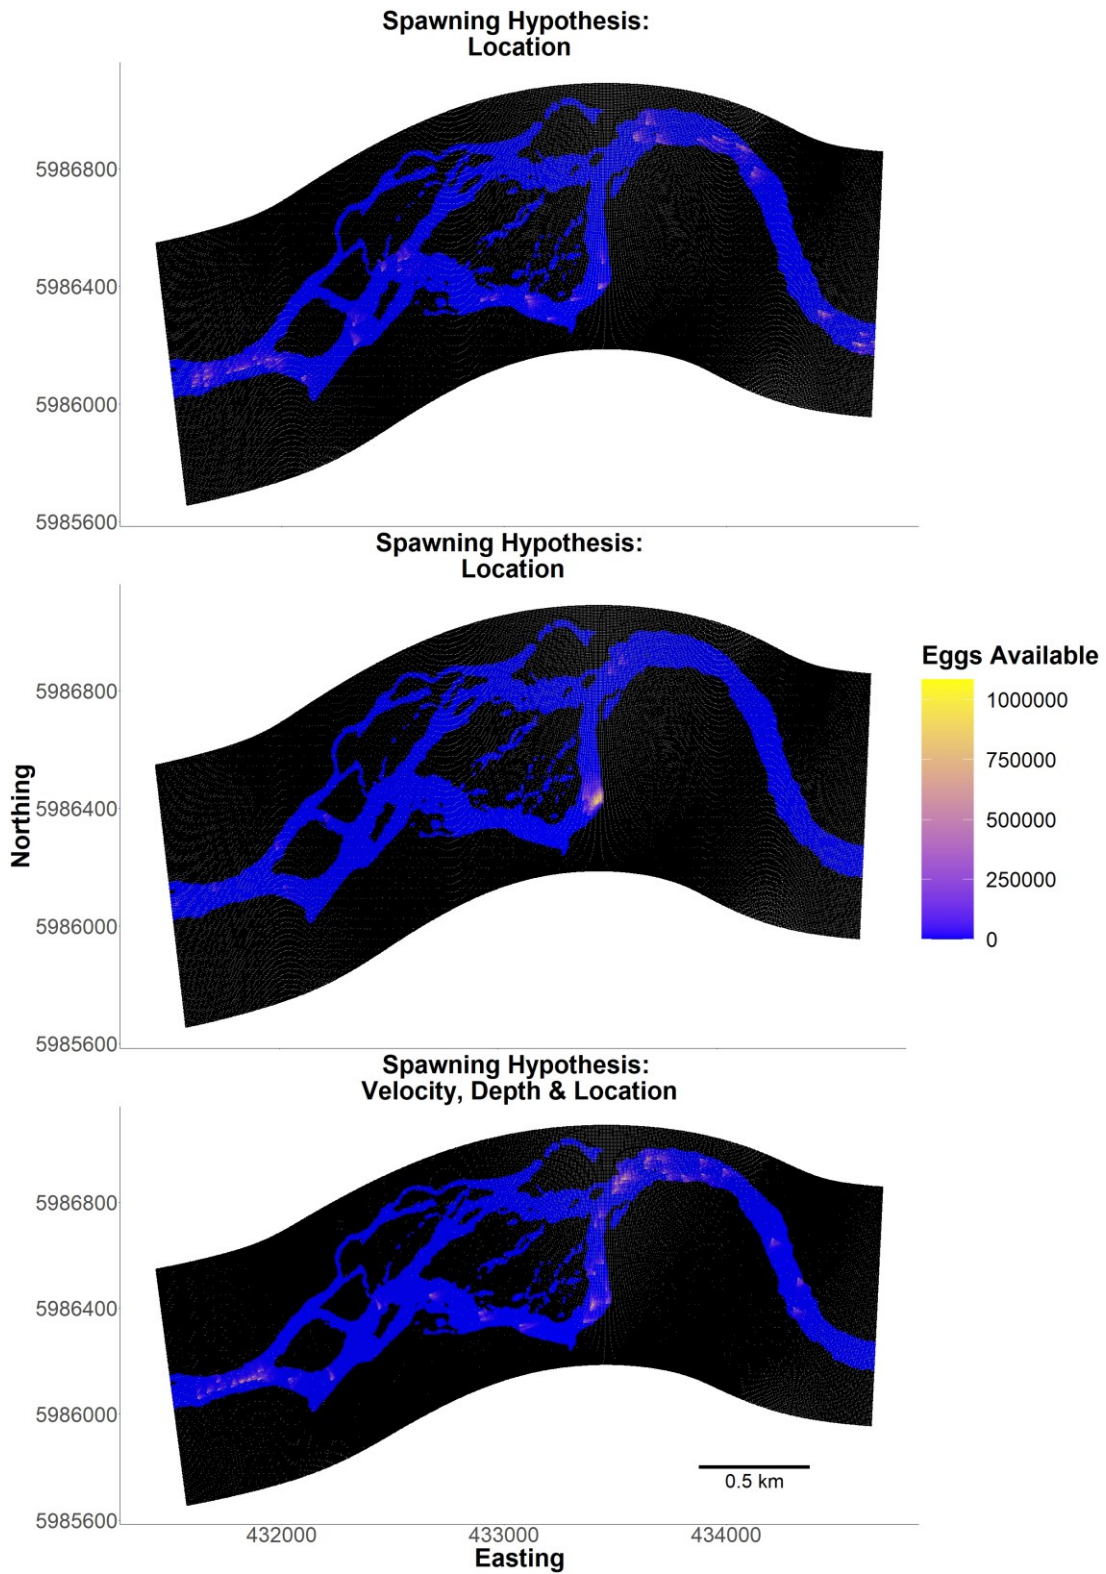 Spawning Hypothesis:
Location
5986800
5986400
5986000
5985600
Spawning Hypothesis:
Location
Eggs Available
1000000
750000
500000
250000
0
5986800
5986400
5986000
5985600
Northing
Spawning Hypothesis:
Velocity, Depth & Location
5986800
5986400
5986000
5985600
0.5 km
432000
433000
434000
Easting